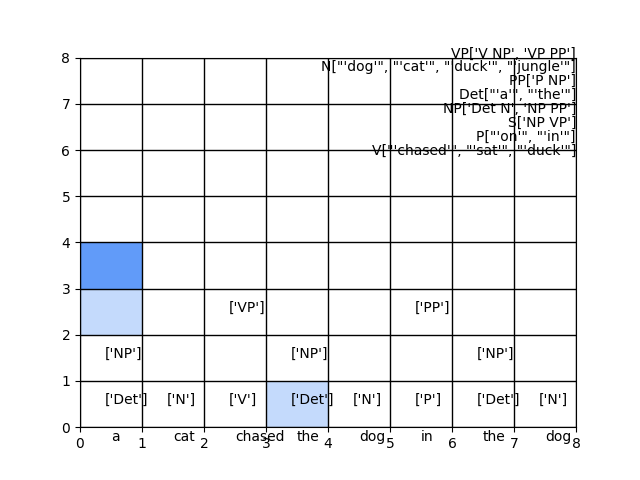 VP['V NP', 'VP PP']
8
N["'dog'", "'cat'", "'duck'", "'jungle'"]
PP['P NP']
Det["'a'", "'the'"]
7
NP['Det N', 'NP PP']
S['NP VP']
P["'on'", "'in'"]
6
V["'chased'", "'sat'", "'duck'"]
5
4
3
['VP'] ['PP']
2
['NP'] ['NP'] ['NP']
1
['Det'] ['N'] ['V'] ['Det'] ['N'] ['P'] ['Det'] ['N']
0
a cat chased the dog in the dog
0 1 2 3 4 5 6 7 8